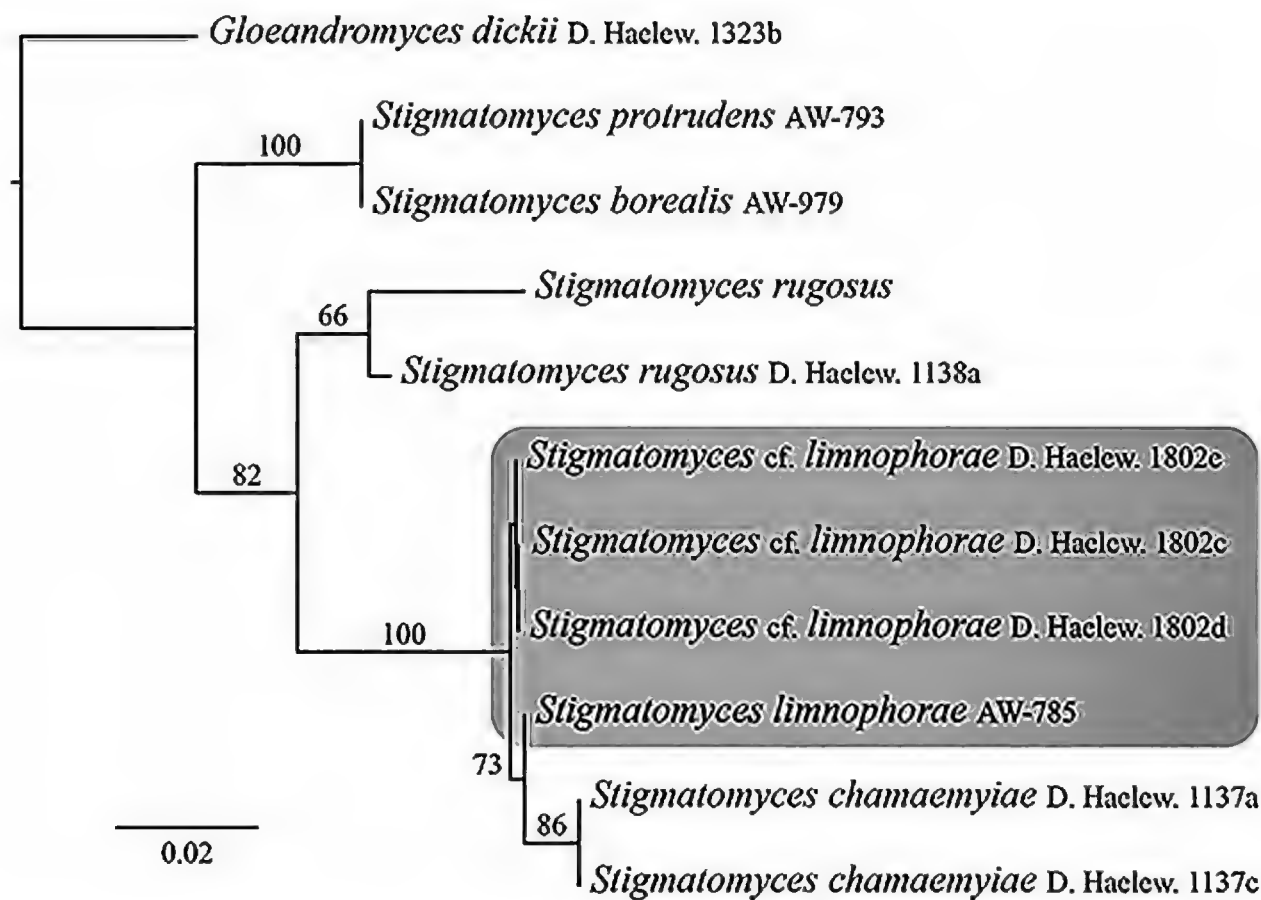 Gloeandromyces dickii D. Haelew. 1323b
Stigmatomyces protrudens AW-793
100
Stigmatomyces borealis AW-979
Stigmatomyces rugosus
66
Stigmatomyces rugosus D. Haelew. 1138a
Stigmatomyces cf. limnophorae D. Haelew. 1802e
82
Stigmatomyces cf. limnophorae D. Haelew. 1802c
Stigmatomyces cf. limnophorae D. Haelew. 1802d
100
Stigmatomyces limnophorae AW-785
73
Stigmatomyces chamaemyiae D. Haelew. 1137a
86
0.02
Stigmatomyces chamaemyiae D. Haelew. 1137c